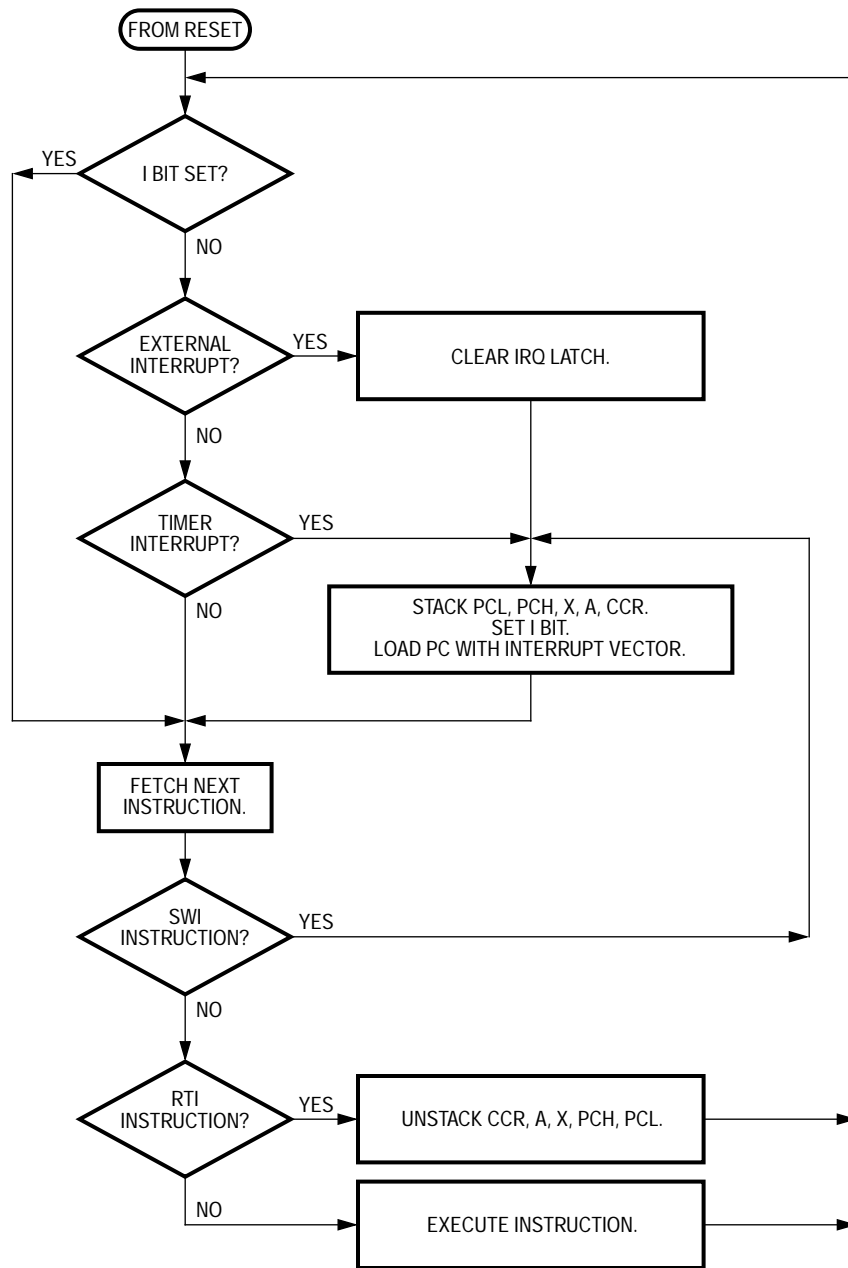 FROM RESET
YES
I BIT SET?
NO
EXTERNAL
INTERRUPT?
YES
CLEAR IRQ LATCH.
NO
TIMER
INTERRUPT?
YES
NO
STACK PCL, PCH, X, A, CCR.
SET I BIT.
LOAD PC WITH INTERRUPT VECTOR.
FETCH NEXT
INSTRUCTION.
SWI
INSTRUCTION?
YES
NO
RTI
INSTRUCTION?
YES
UNSTACK CCR, A, X, PCH, PCL.
NO
EXECUTE INSTRUCTION.